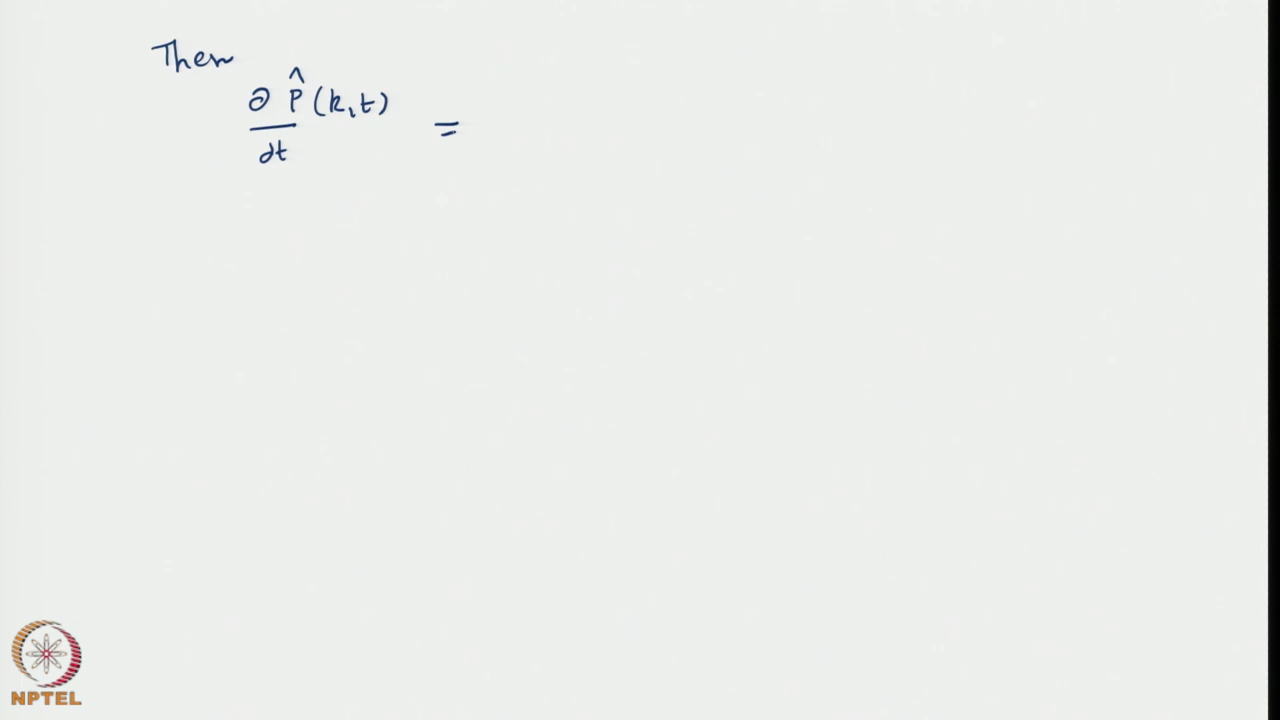 Then
∂ P̂(k,t)
=
∂t
NPTEL